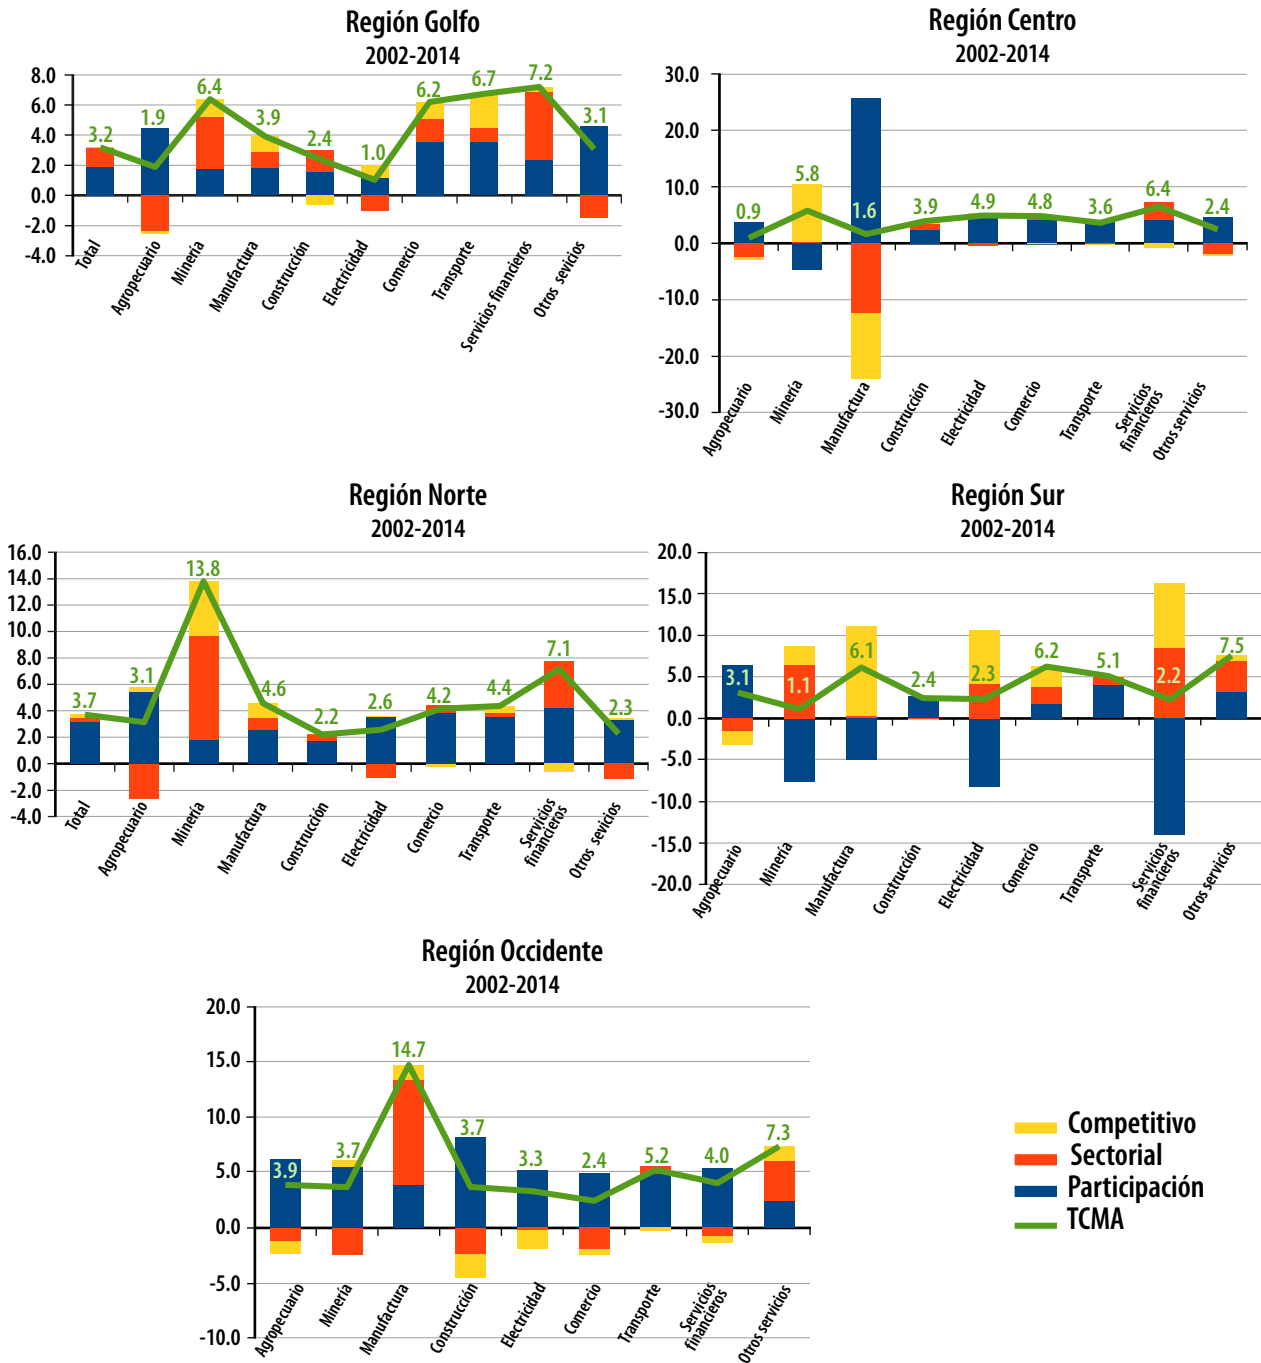 Región Golfo
2002-2014
8.0
6.0
4.0
2.0
0.0
-2.0
-4.0
3.2
1.9
6.4
3.9
2.4
1.0
6.2
6.7
7.2
3.1
Total
Agropecuario
Minería
Manufactura
Construcción
Electricidad
Comercio
Transporte
Servicios financieros
Otros sevicios
Región Centro
2002-2014
30.0
20.0
10.0
0.0
-10.0
-20.0
-30.0
0.9
5.8
1.6
3.9
4.9
4.8
3.6
6.4
2.4
Agropecuario
Minería
Manufactura
Construcción
Electricidad
Comercio
Transporte
Servicios
financieros
Otros servicios
Región Norte
2002-2014
16.0
14.0
12.0
10.0
8.0
6.0
4.0
2.0
0.0
-2.0
-4.0
3.7
3.1
13.8
4.6
2.2
2.6
4.2
4.4
7.1
2.3
Total
Agropecuario
Minería
Manufactura
Construcción
Electricidad
Comercio
Transporte
Servicios
financieros
Otros sevicios
Región Sur
2002-2014
20.0
15.0
10.0
5.0
0.0
-5.0
-10.0
-15.0
-20.0
3.1
1.1
6.1
2.4
2.3
6.2
5.1
2.2
7.5
Agropecuario
Minería
Manufactura
Construcción
Electricidad
Comercio
Transporte
Servicios
financieros
Otros servicios
Región Occidente
2002-2014
20.0
15.0
10.0
5.0
0.0
-5.0
-10.0
3.9
3.7
14.7
3.7
3.3
2.4
5.2
4.0
7.3
Agropecuario
Minería
Manufactura
Construcción
Electricidad
Comercio
Transporte
Servicios
financieros
Otros servicios
Competitivo
Sectorial
Participación
TCMA